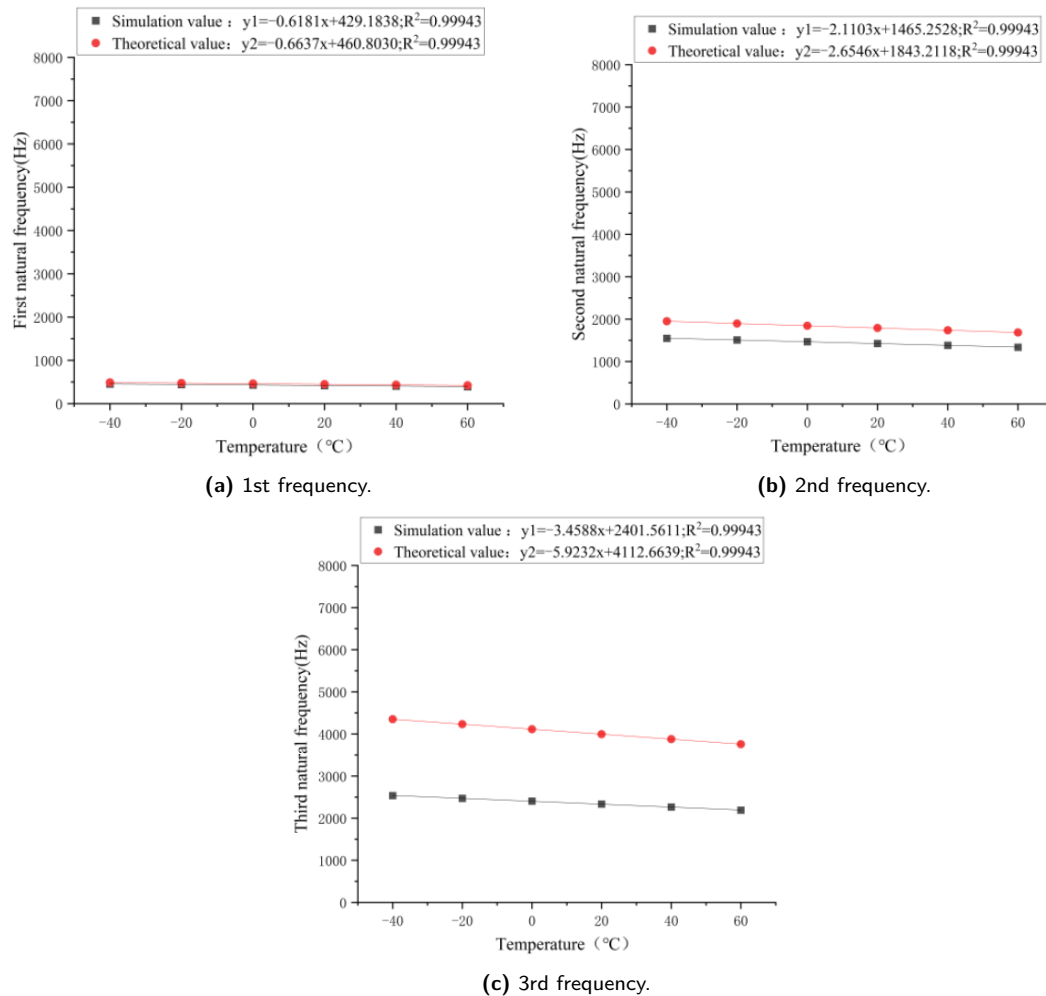 Simulation value： y1=−0.6181x+429.1838;R²=0.99943
Theoretical value：y2=−0.6637x+460.8030;R²=0.99943
8000
7000
6000
5000
4000
3000
2000
1000
0
First natural frequency(Hz)
−40 −20 0 20 40 60
Temperature（℃）
(a) 1st frequency.
Simulation value： y1=−2.1103x+1465.2528;R²=0.99943
Theoretical value：y2=−2.6546x+1843.2118;R²=0.99943
8000
7000
6000
5000
4000
3000
2000
1000
0
Second natural frequency(Hz)
−40 −20 0 20 40 60
Temperature（℃）
(b) 2nd frequency.
Simulation value： y1=−3.4588x+2401.5611;R²=0.99943
Theoretical value：y2=−5.9232x+4112.6639;R²=0.99943
8000
7000
6000
5000
4000
3000
2000
1000
0
Third natural frequency(Hz)
−40 −20 0 20 40 60
Temperature（℃）
(c) 3rd frequency.